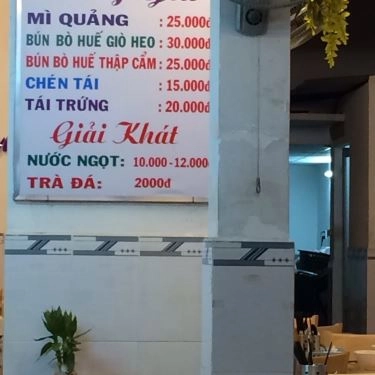 MÌ QUẢNG : 25.000đ
BÚN BÒ HUẾ GIÒ HEO : 30.000đ
BÚN BÒ HUẾ THẬP CẨM : 25.000đ
CHÉN TÁI : 15.000đ
TÁI TRỨNG : 20.000đ
Giải Khát
NƯỚC NGỌT: 10.000 - 12.000
TRÀ ĐÁ: 2000đ